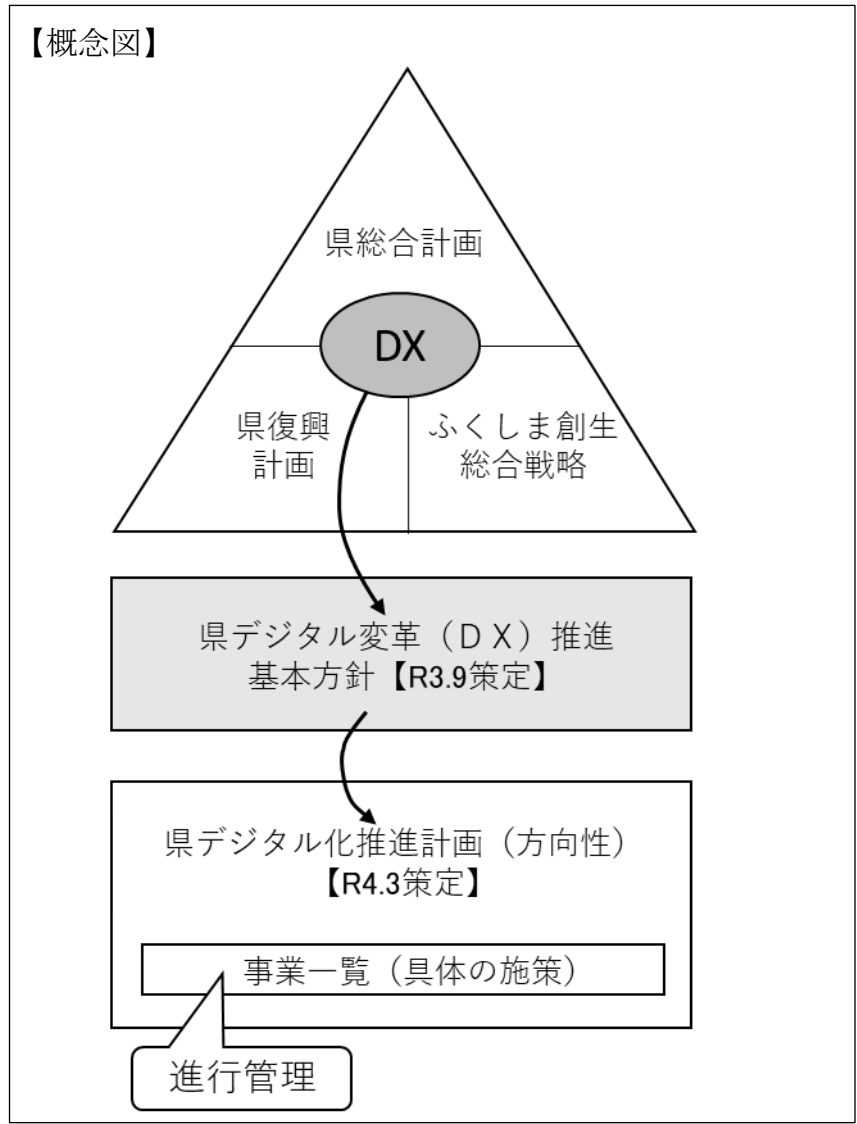 【概念図】
県総合計画
DX
県復興
計画
ふくしま創生
総合戦略
県デジタル変革（ＤＸ）推進
基本方針【R3.9策定】
県デジタル化推進計画（方向性）
【R4.3策定】
事業一覧（具体の施策）
進行管理